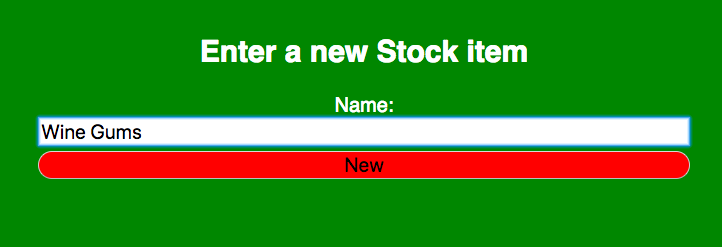 Enter a new Stock item
Name:
Wine Gums
New